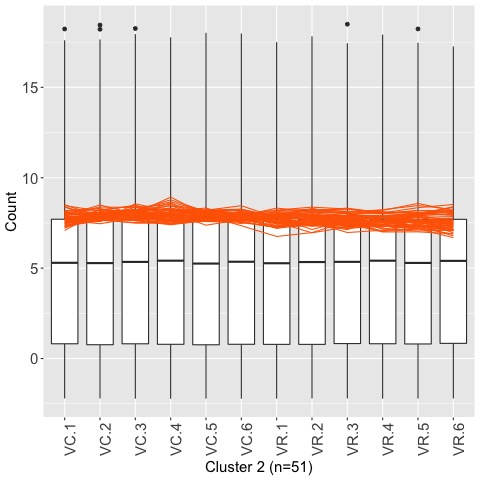 Count
15
10
5
0
VC.1
VC.2
VC.3
VC.4
VC.5
VC.6
VR.1
VR.2
VR.3
VR.4
VR.5
VR.6
Cluster 2 (n=51)